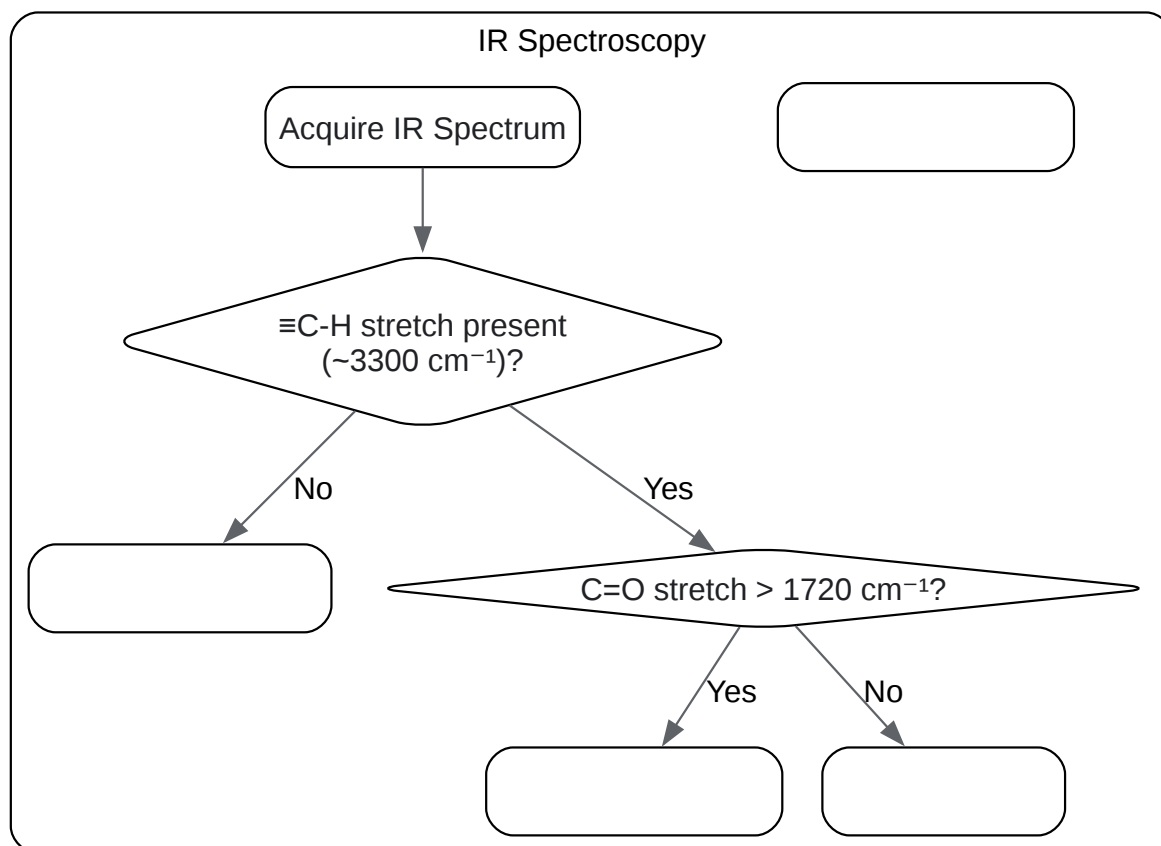 IR Spectroscopy
Acquire IR Spectrum
≡C-H stretch present
(~3300 cm⁻¹)?
No
Yes
C=O stretch > 1720 cm⁻¹?
Yes
No